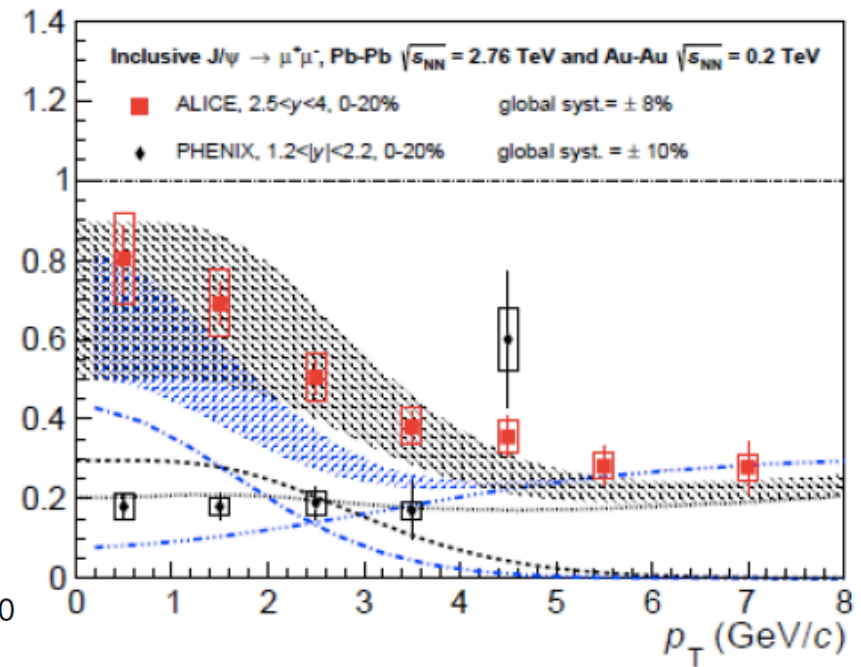 1.4
Inclusive J/ψ → μ⁺μ⁻, Pb-Pb √sNN = 2.76 TeV and Au-Au √sNN = 0.2 TeV
1.2
ALICE, 2.5<y<4, 0-20% global syst.= ± 8%
PHENIX, 1.2<|y|<2.2, 0-20% global syst. = ± 10%
1
0.8
0.6
0.4
0.2
0
0 0 1 2 3 4 5 6 7 8
pT (GeV/c)